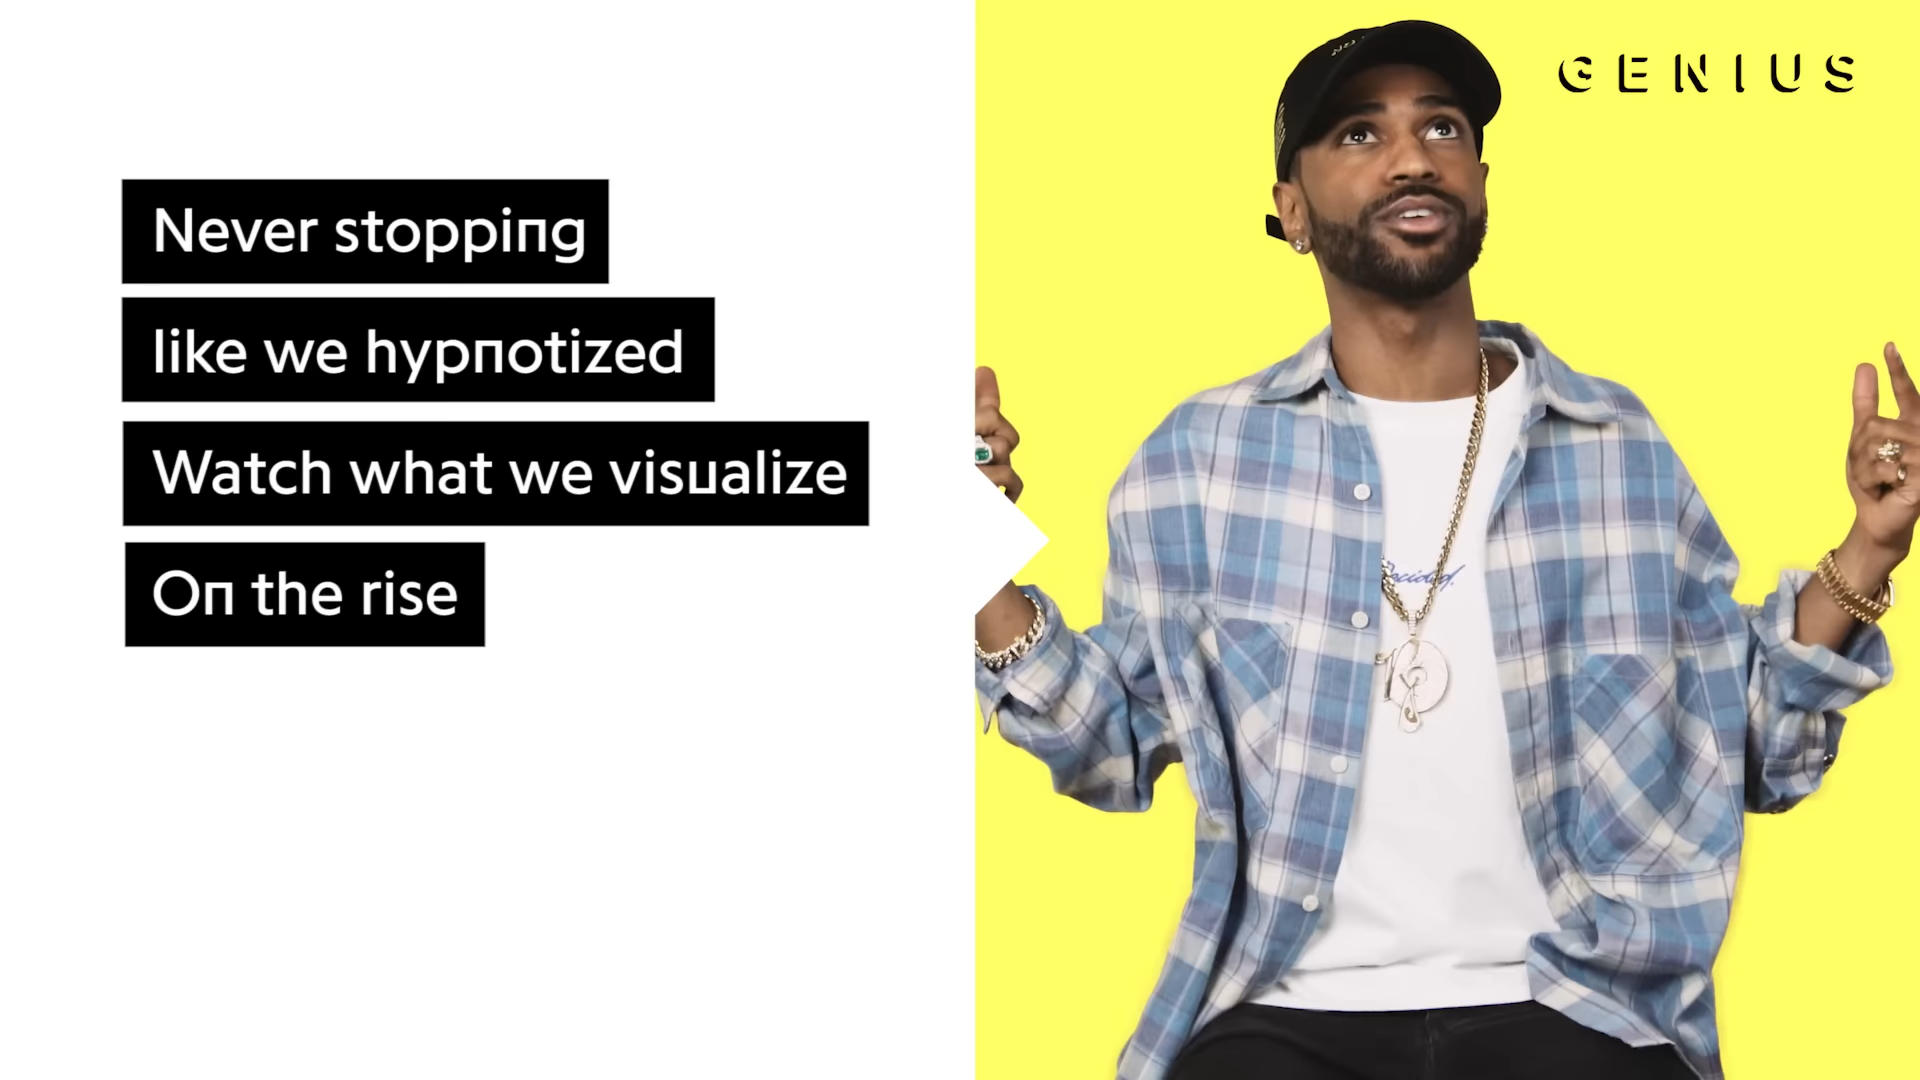 GENIUS
Never stopping
like we hypnotized
Watch what we visualize
On the rise